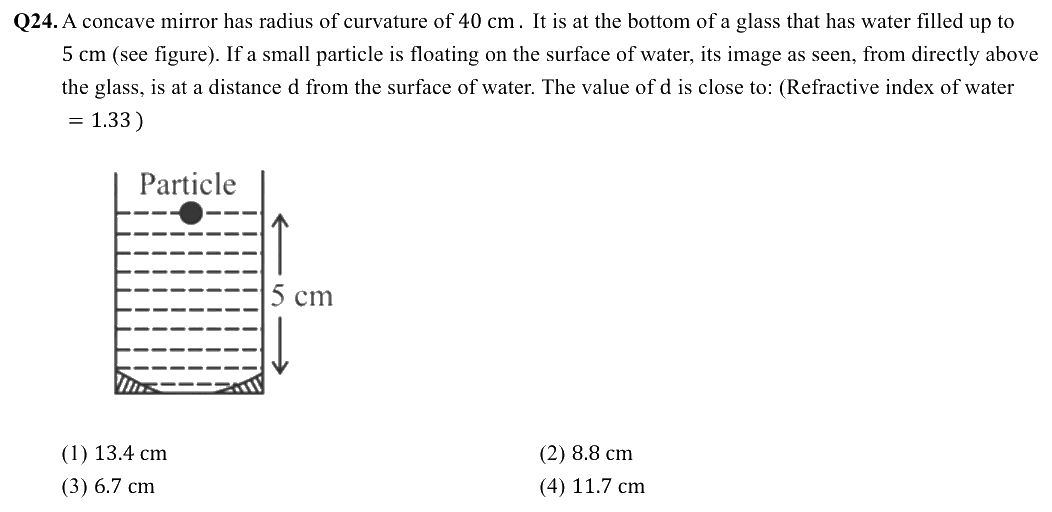 Q24. A concave mirror has radius of curvature of 40 cm. It is at the bottom of a glass that has water filled up to
5 cm (see figure). If a small particle is floating on the surface of water, its image as seen, from directly above
the glass, is at a distance d from the surface of water. The value of d is close to: (Refractive index of water
= 1.33 )
Particle
5 cm
(1) 13.4 cm (2) 8.8 cm
(3) 6.7 cm (4) 11.7 cm